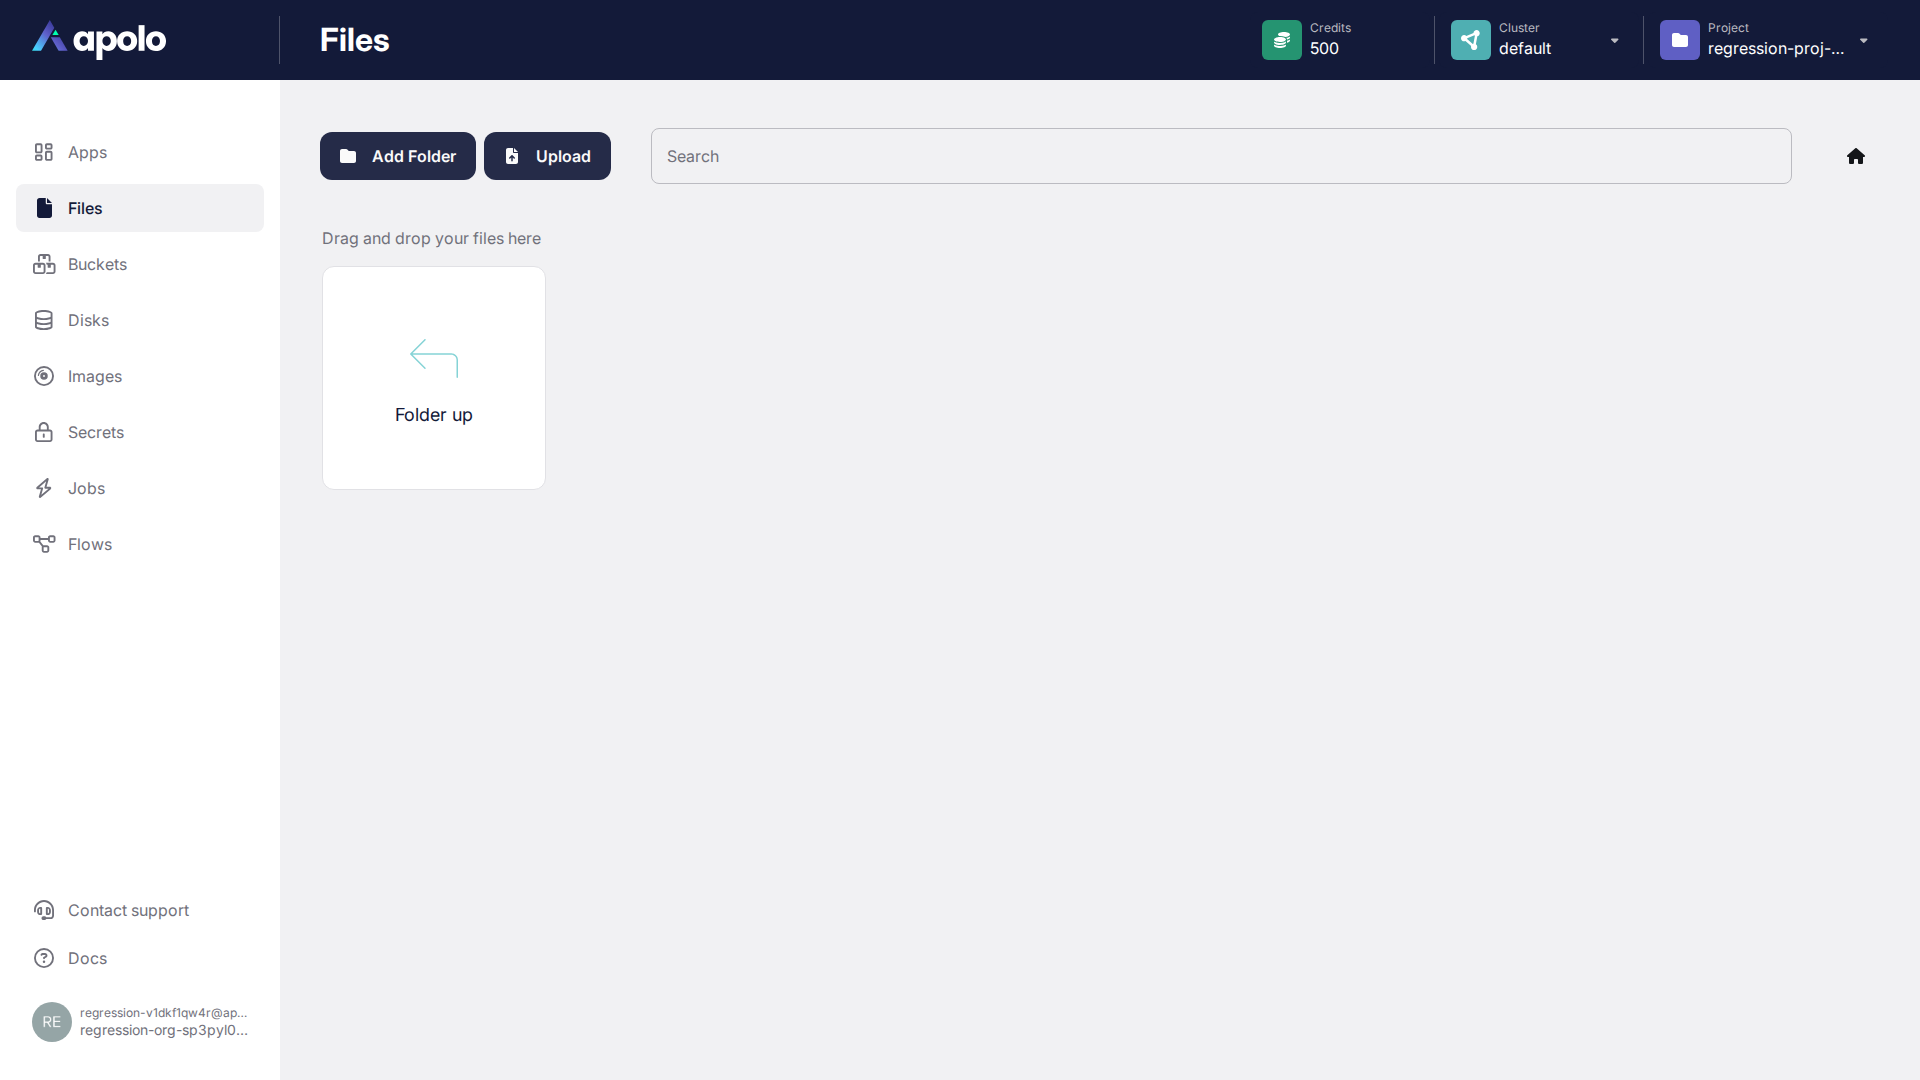 apolo
Files
Credits
500
Cluster
default
Project
regression-proj-...
Apps
Files
Buckets
Disks
Images
Secrets
Jobs
Flows
Add Folder
Upload
Search
Drag and drop your files here
Folder up
Contact support
Docs
RE
regression-v1dkf1qw4r@ap...
regression-org-sp3pyl0...